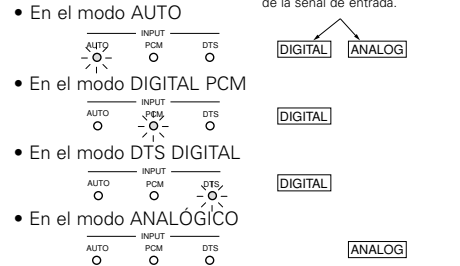 de la señal de entrada.
• En el modo AUTO
INPUT
AUTO PCM DTS
DIGITAL ANALOG
• En el modo DIGITAL PCM
INPUT
AUTO PCM DTS
DIGITAL
• En el modo DTS DIGITAL
INPUT
AUTO PCM DTS
DIGITAL
• En el modo ANALÓGICO
INPUT
AUTO PCM DTS
ANALOG